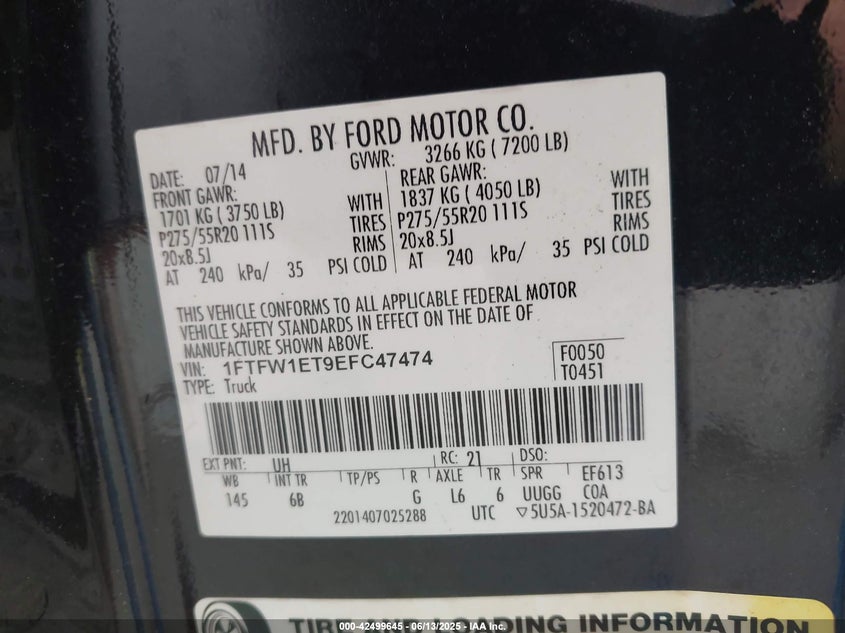 MFD. BY FORD MOTOR CO.
DATE: 07/14 GVWR: 3266 KG ( 7200 LB)
FRONT GAWR: REAR GAWR:
1701 KG ( 3750 LB) WITH 1837 KG ( 4050 LB) WITH
P275/55R20 111S TIRES P275/55R20 111S TIRES
20x8.5J RIMS 20x8.5J RIMS
AT 240 kPa/ 35 PSI COLD AT 240 kPa/ 35 PSI COLD
THIS VEHICLE CONFORMS TO ALL APPLICABLE FEDERAL MOTOR
VEHICLE SAFETY STANDARDS IN EFFECT ON THE DATE OF
MANUFACTURE SHOWN ABOVE.
VIN: 1FTFW1ET9EFC47474 F0050
TYPE: Truck T0451
EXT PNT: UH RC: 21 DSO:
WB INT TR TP/PS R AXLE TR SPR EF613
145 6B G L6 6 UUGG COA
2201407025288 UTC ▽5U5A-1520472-BA
INFORMATION
000-42499645 - 06/13/2025 - IAA Inc.